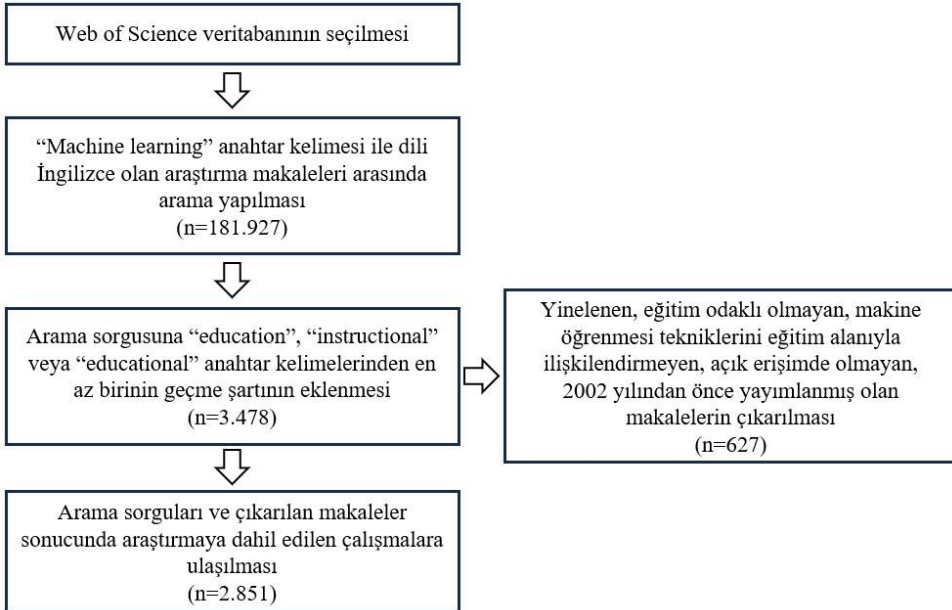 Web of Science veritabanının seçilmesi
“Machine learning” anahtar kelimesi ile dili
İngilizce olan araştırma makaleleri arasında
arama yapılması
(n=181.927)
Arama sorgusuna “education”, “instructional”
veya “educational” anahtar kelimelerinden en
az birinin geçme şartının eklenmesi
(n=3.478)
Yinelenen, eğitim odaklı olmayan, makine
öğrenmesi tekniklerini eğitim alanıyla
ilişkilendirmeyen, açık erişimde olmayan,
2002 yılından önce yayımlanmış olan
makalelerin çıkarılması
(n=627)
Arama sorguları ve çıkarılan makaleler
sonucunda araştırmaya dahil edilen çalışmalara
ulaşılması
(n=2.851)